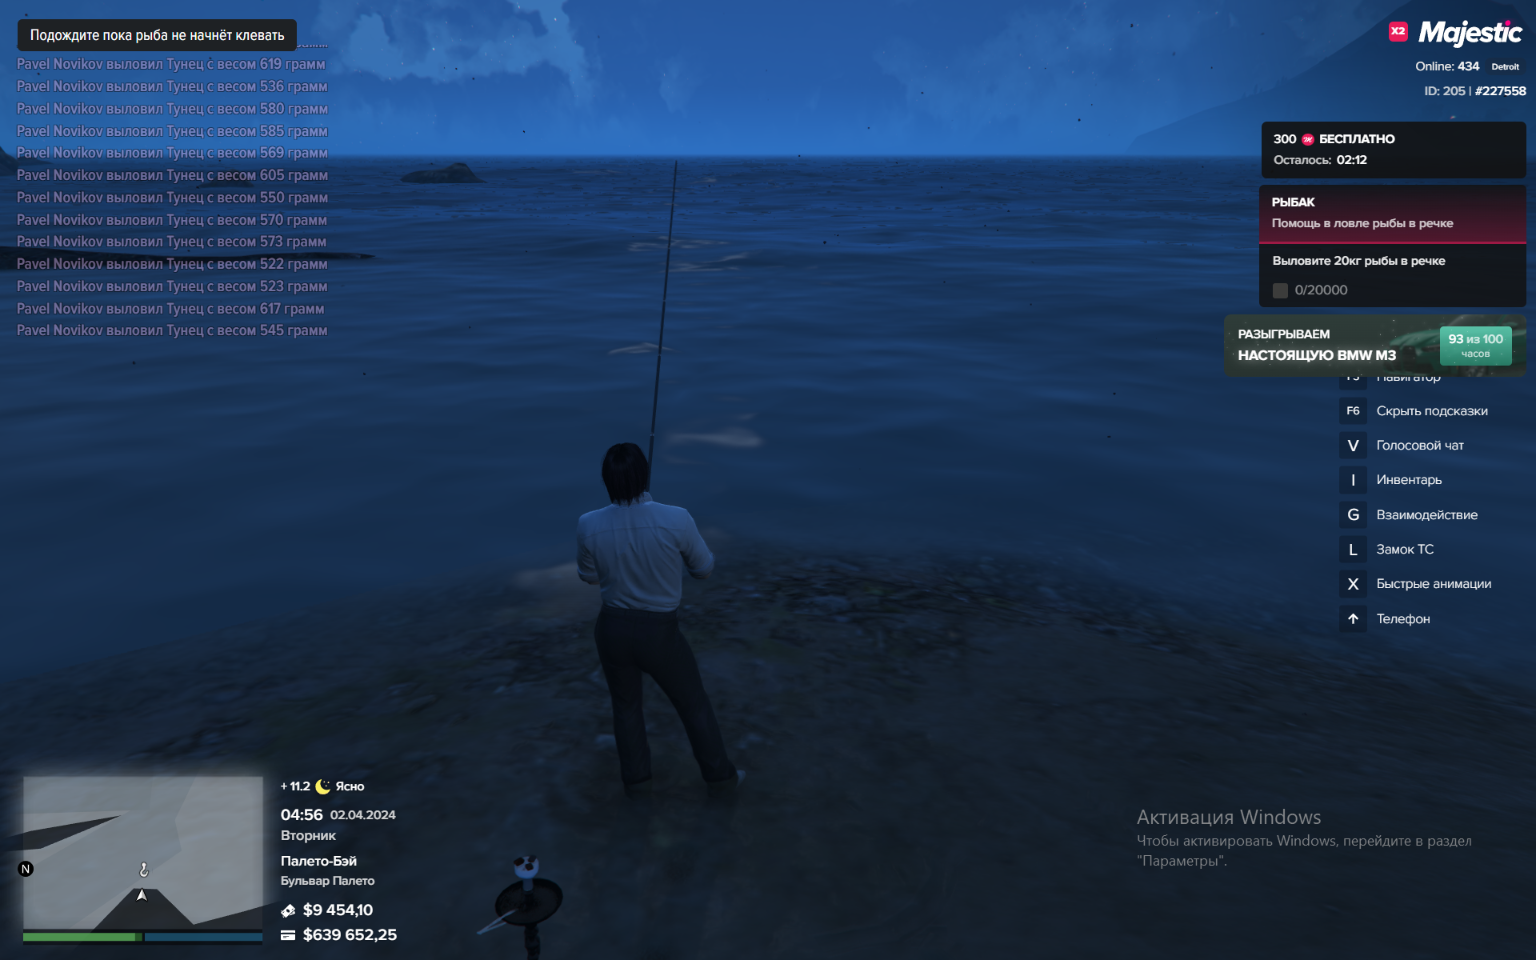 Подождите пока рыба не начнёт клевать
Pavel Novikov выловил Тунец с весом 619 грамм
Pavel Novikov выловил Тунец с весом 536 грамм
Pavel Novikov выловил Тунец с весом 580 грамм
Pavel Novikov выловил Тунец с весом 585 грамм
Pavel Novikov выловил Тунец с весом 569 грамм
Pavel Novikov выловил Тунец с весом 605 грамм
Pavel Novikov выловил Тунец с весом 550 грамм
Pavel Novikov выловил Тунец с весом 570 грамм
Pavel Novikov выловил Тунец с весом 573 грамм
Pavel Novikov выловил Тунец с весом 522 грамм
Pavel Novikov выловил Тунец с весом 523 грамм
Pavel Novikov выловил Тунец с весом 617 грамм
Pavel Novikov выловил Тунец с весом 545 грамм
X2 Majestic
Online: 434 Detroit
ID: 205 | #227558
300 БЕСПЛАТНО
Осталось: 02:12
РЫБАК
Помощь в ловле рыбы в речке
Выловите 20кг рыбы в речке
0/20000
РАЗЫГРЫВАЕМ
НАСТОЯЩУЮ BMW M3
93 из 100
часов
Навигатор
F6 Скрыть подсказки
V Голосовой чат
I Инвентарь
G Взаимодействие
L Замок ТС
X Быстрые анимации
Телефон
N
+ 11.2 Ясно
04:56 02.04.2024
Вторник
Палето-Бэй
Бульвар Палето
$9 454,10
$639 652,25
Активация Windows
Чтобы активировать Windows, перейдите в раздел
"Параметры".